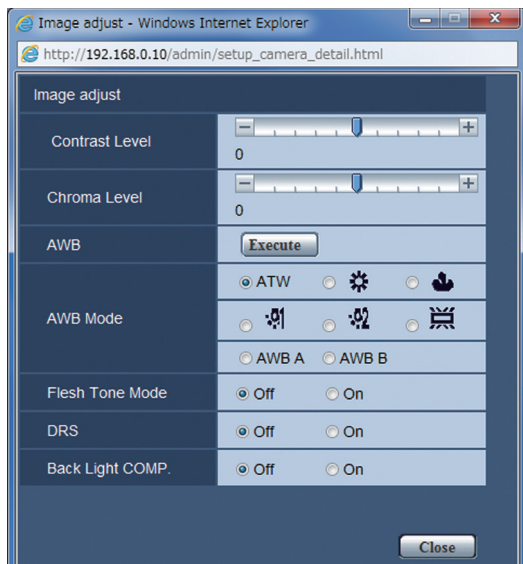 Image adjust - Windows Internet Explorer
http://192.168.0.10/admin/setup_camera_detail.html
Image adjust
Contrast Level
0
Chroma Level
0
AWB
Execute
AWB Mode
ATW
AWB A AWB B
Flesh Tone Mode Off On
DRS Off On
Back Light COMP. Off On
Close